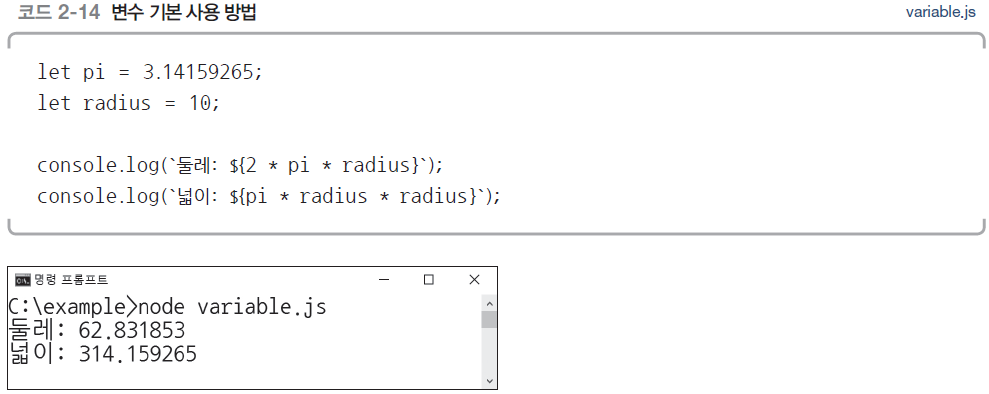 코드 2-14 변수 기본 사용 방법 variable.js
let pi = 3.14159265;
let radius = 10;
console.log(`둘레: ${2 * pi * radius}`);
console.log(`넓이: ${pi * radius * radius}`);
명령 프롬프트
C:\example>node variable.js
둘레: 62.831853
넓이: 314.159265